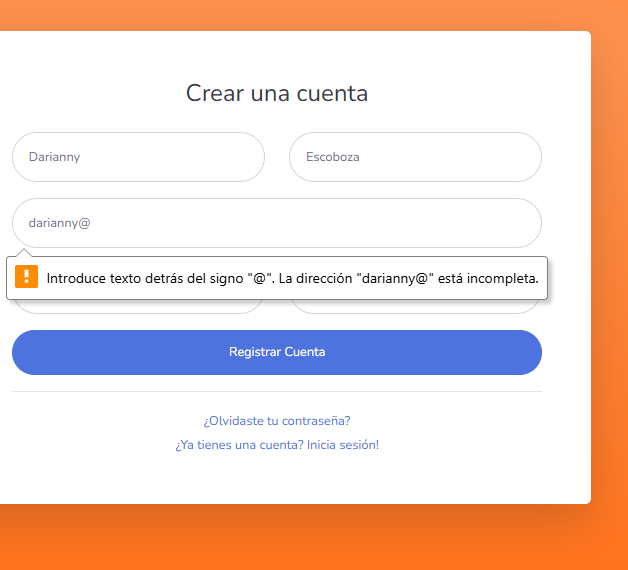 Crear una cuenta
Darianny
Escoboza
darianny@
Introduce texto detrás del signo "@". La dirección "darianny@" está incompleta.
Registrar Cuenta
¿Olvidaste tu contraseña?
¿Ya tienes una cuenta? Inicia sesión!